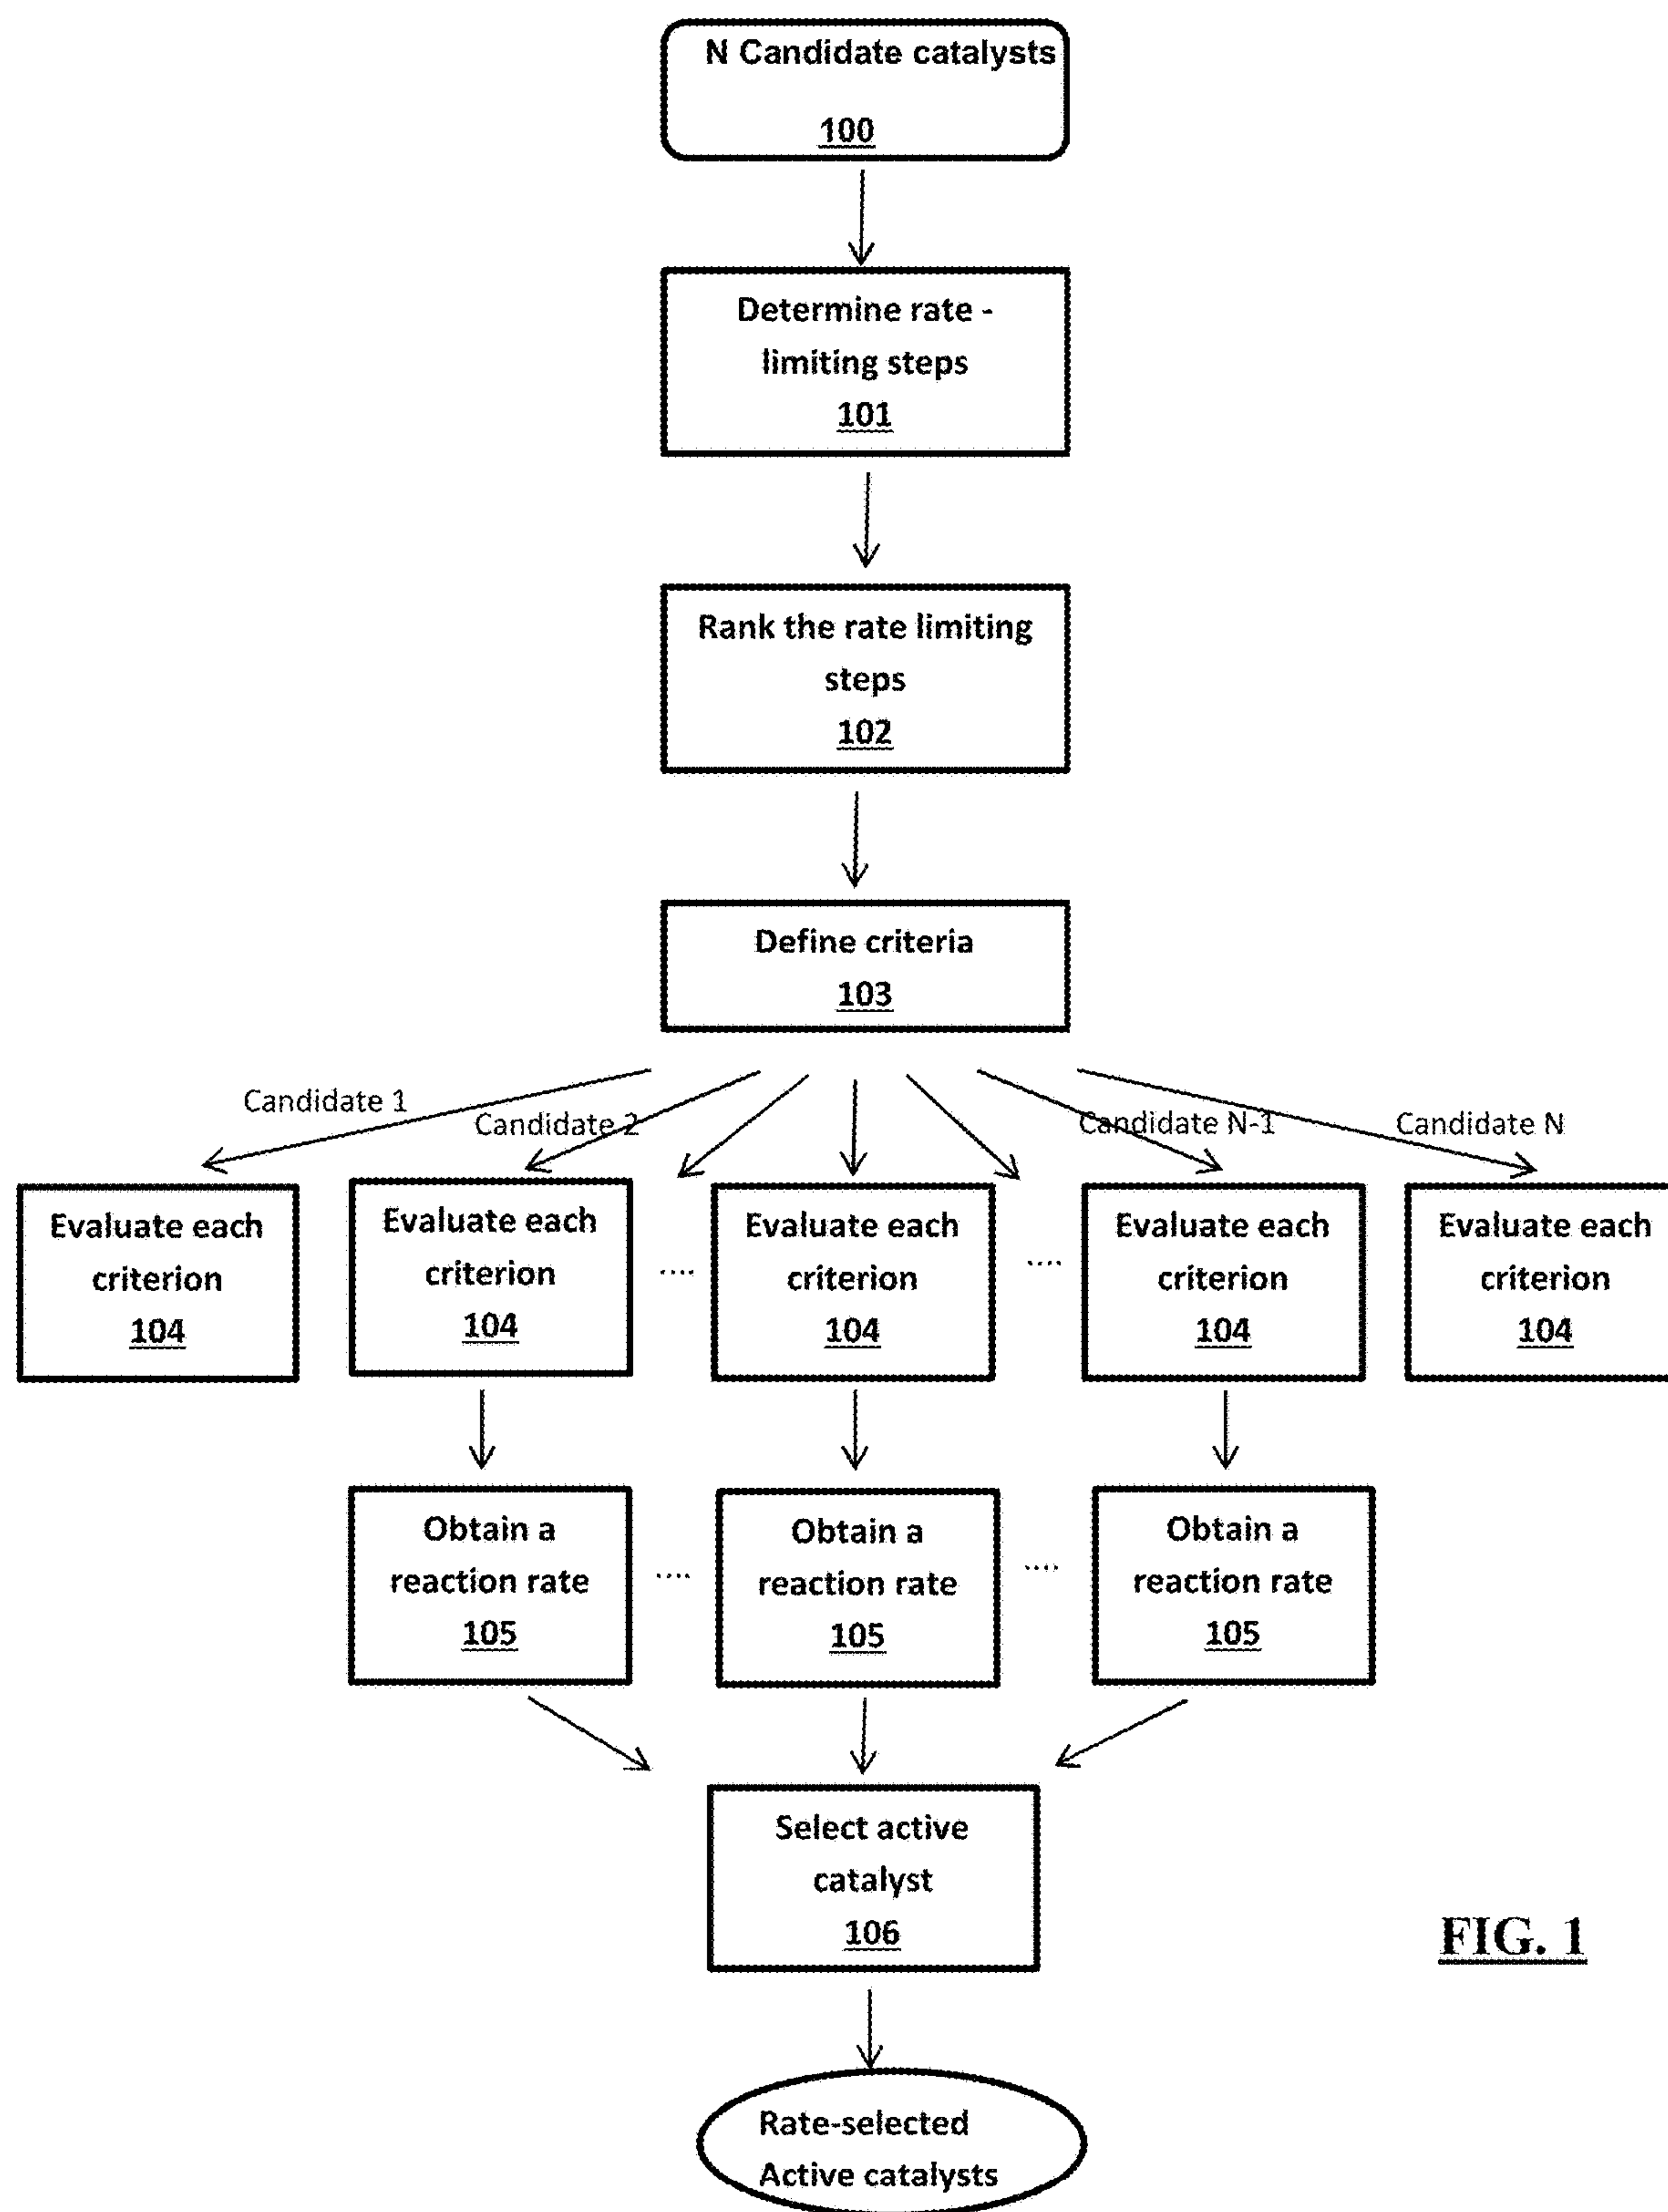 N Candidate catalysts
100
Determine rate -
limiting steps
101
Rank the rate limiting
steps
102
Define criteria
103
Candidate 1
Candidate 2
Candidate N-1
Candidate N
Evaluate each
criterion
104
Evaluate each
criterion
104
....
Evaluate each
criterion
104
....
Evaluate each
criterion
104
Evaluate each
criterion
104
Obtain a
reaction rate
105
....
Obtain a
reaction rate
105
....
Obtain a
reaction rate
105
Select active
catalyst
106
FIG. 1
Rate-selected
Active catalysts